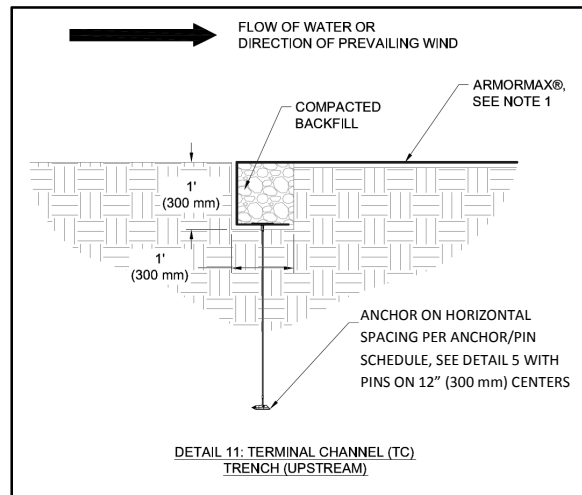 FLOW OF WATER OR
DIRECTION OF PREVAILING WIND
COMPACTED
BACKFILL
ARMORMAX®,
SEE NOTE 1
1'
(300 mm)
1'
(300 mm)
ANCHOR ON HORIZONTAL
SPACING PER ANCHOR/PIN
SCHEDULE, SEE DETAIL 5 WITH
PINS ON 12” (300 mm) CENTERS
DETAIL 11: TERMINAL CHANNEL (TC)
TRENCH (UPSTREAM)